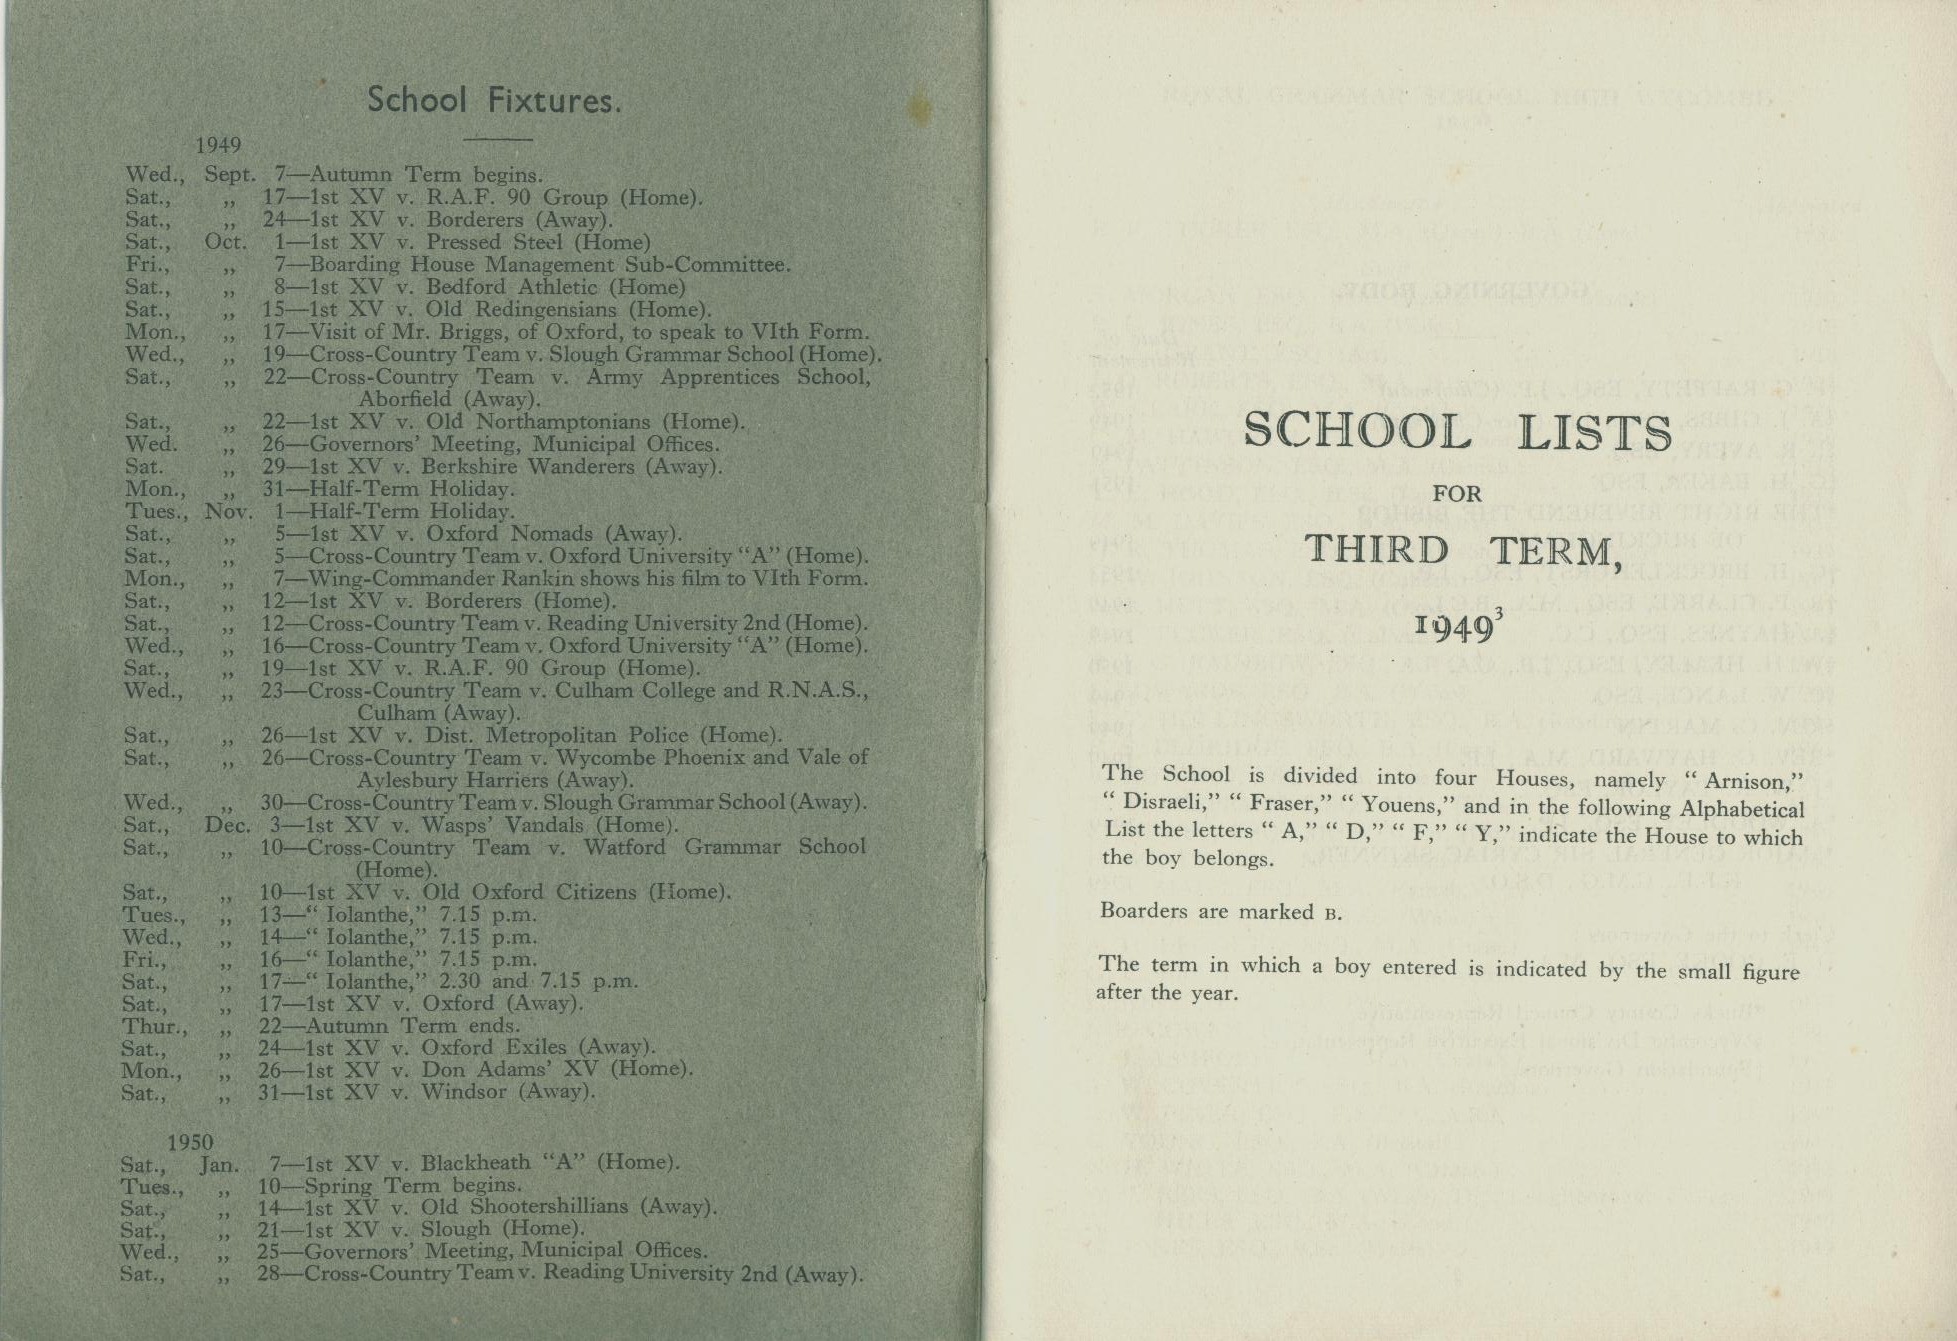 School Fixtures.
1949
Wed., Sept. 7—Autumn Term begins.
Sat., „ 17—1st XV v. R.A.F. 90 Group (Home).
Sat., „ 24—1st XV v. Borderers (Away).
Sat., Oct. 1—1st XV v. Pressed Steel (Home)
Fri., „ 7—Boarding House Management Sub-Committee.
Sat., „ 8—1st XV v. Bedford Athletic (Home)
Sat., „ 15—1st XV v. Old Redingensians (Home).
Mon., „ 17—Visit of Mr. Briggs, of Oxford, to speak to VIth Form.
Wed., „ 19—Cross-Country Team v. Slough Grammar School (Home).
Sat., „ 22—Cross-Country Team v. Army Apprentices School,
Aborfield (Away).
Sat., „ 22—1st XV v. Old Northamptonians (Home).
Wed. „ 26—Governors' Meeting, Municipal Offices.
Sat. „ 29—1st XV v. Berkshire Wanderers (Away).
Mon., „ 31—Half-Term Holiday.
Tues., Nov. 1—Half-Term Holiday.
Sat., „ 5—1st XV v. Oxford Nomads (Away).
Sat., „ 5—Cross-Country Team v. Oxford University "A" (Home).
Mon., „ 7—Wing-Commander Rankin shows his film to VIth Form.
Sat., „ 12—1st XV v. Borderers (Home).
Sat., „ 12—Cross-Country Team v. Reading University 2nd (Home).
Wed., „ 16—Cross-Country Team v. Oxford University "A" (Home).
Sat., „ 19—1st XV v. R.A.F. 90 Group (Home).
Wed., „ 23—Cross-Country Team v. Culham College and R.N.A.S.,
Culham (Away).
Sat., „ 26—1st XV v. Dist. Metropolitan Police (Home).
Sat., „ 26—Cross-Country Team v. Wycombe Phoenix and Vale of
Aylesbury Harriers (Away).
Wed., „ 30—Cross-Country Team v. Slough Grammar School (Away).
Sat., Dec. 3—1st XV v. Wasps' Vandals (Home).
Sat., „ 10—Cross-Country Team v. Watford Grammar School
(Home).
Sat., „ 10—1st XV v. Old Oxford Citizens (Home).
Tues., „ 13—" Iolanthe," 7.15 p.m.
Wed., „ 14—" Iolanthe," 7.15 p.m.
Fri., „ 16—" Iolanthe," 7.15 p.m.
Sat., „ 17—" Iolanthe," 2.30 and 7.15 p.m.
Sat., „ 17—1st XV v. Oxford (Away).
Thur., „ 22—Autumn Term ends.
Sat., „ 24—1st XV v. Oxford Exiles (Away).
Mon., „ 26—1st XV v. Don Adams' XV (Home).
Sat., „ 31—1st XV v. Windsor (Away).
1950
Sat., Jan. 7—1st XV v. Blackheath "A" (Home).
Tues., „ 10—Spring Term begins.
Sat., „ 14—1st XV v. Old Shootershillians (Away).
Sat., „ 21—1st XV v. Slough (Home).
Wed., „ 25—Governors' Meeting, Municipal Offices.
Sat., „ 28—Cross-Country Team v. Reading University 2nd (Away).
SCHOOL LISTS
FOR
THIRD TERM,
1949³
The School is divided into four Houses, namely " Arnison,"
" Disraeli," " Fraser," " Youens," and in the following Alphabetical
List the letters " A," " D," " F," " Y," indicate the House to which
the boy belongs.
Boarders are marked B.
The term in which a boy entered is indicated by the small figure
after the year.